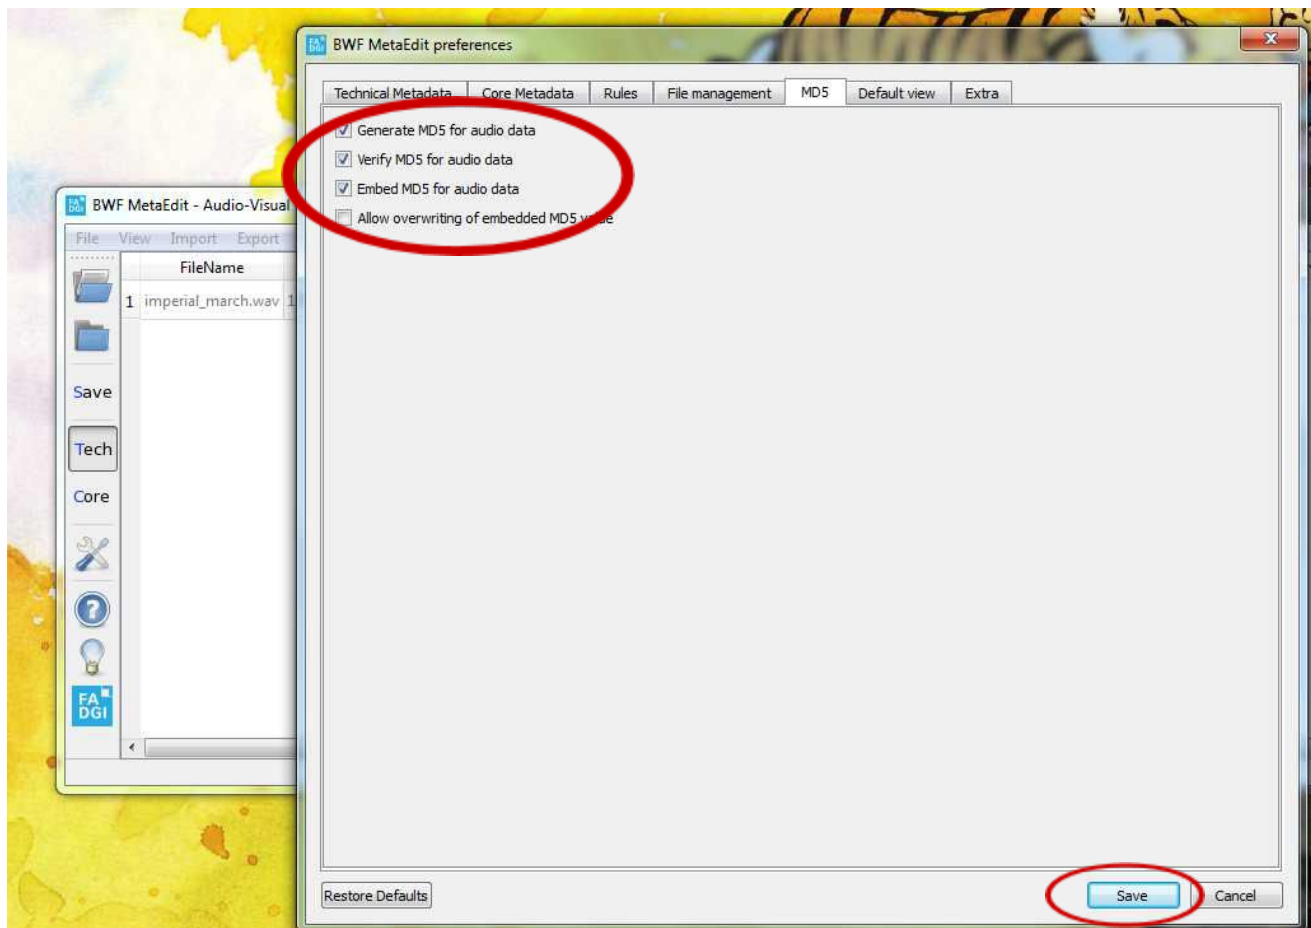 BWF MetaEdit preferences
Technical Metadata Core Metadata Rules File management MD5 Default view Extra
Generate MD5 for audio data
Verify MD5 for audio data
Embed MD5 for audio data
Allow overwriting of embedded MD5 value
BWF MetaEdit - Audio-Visual
File View Import Export
FileName
1 imperial_march.wav 1
Save
Tech
Core
FA
DGI
Restore Defaults Save Cancel